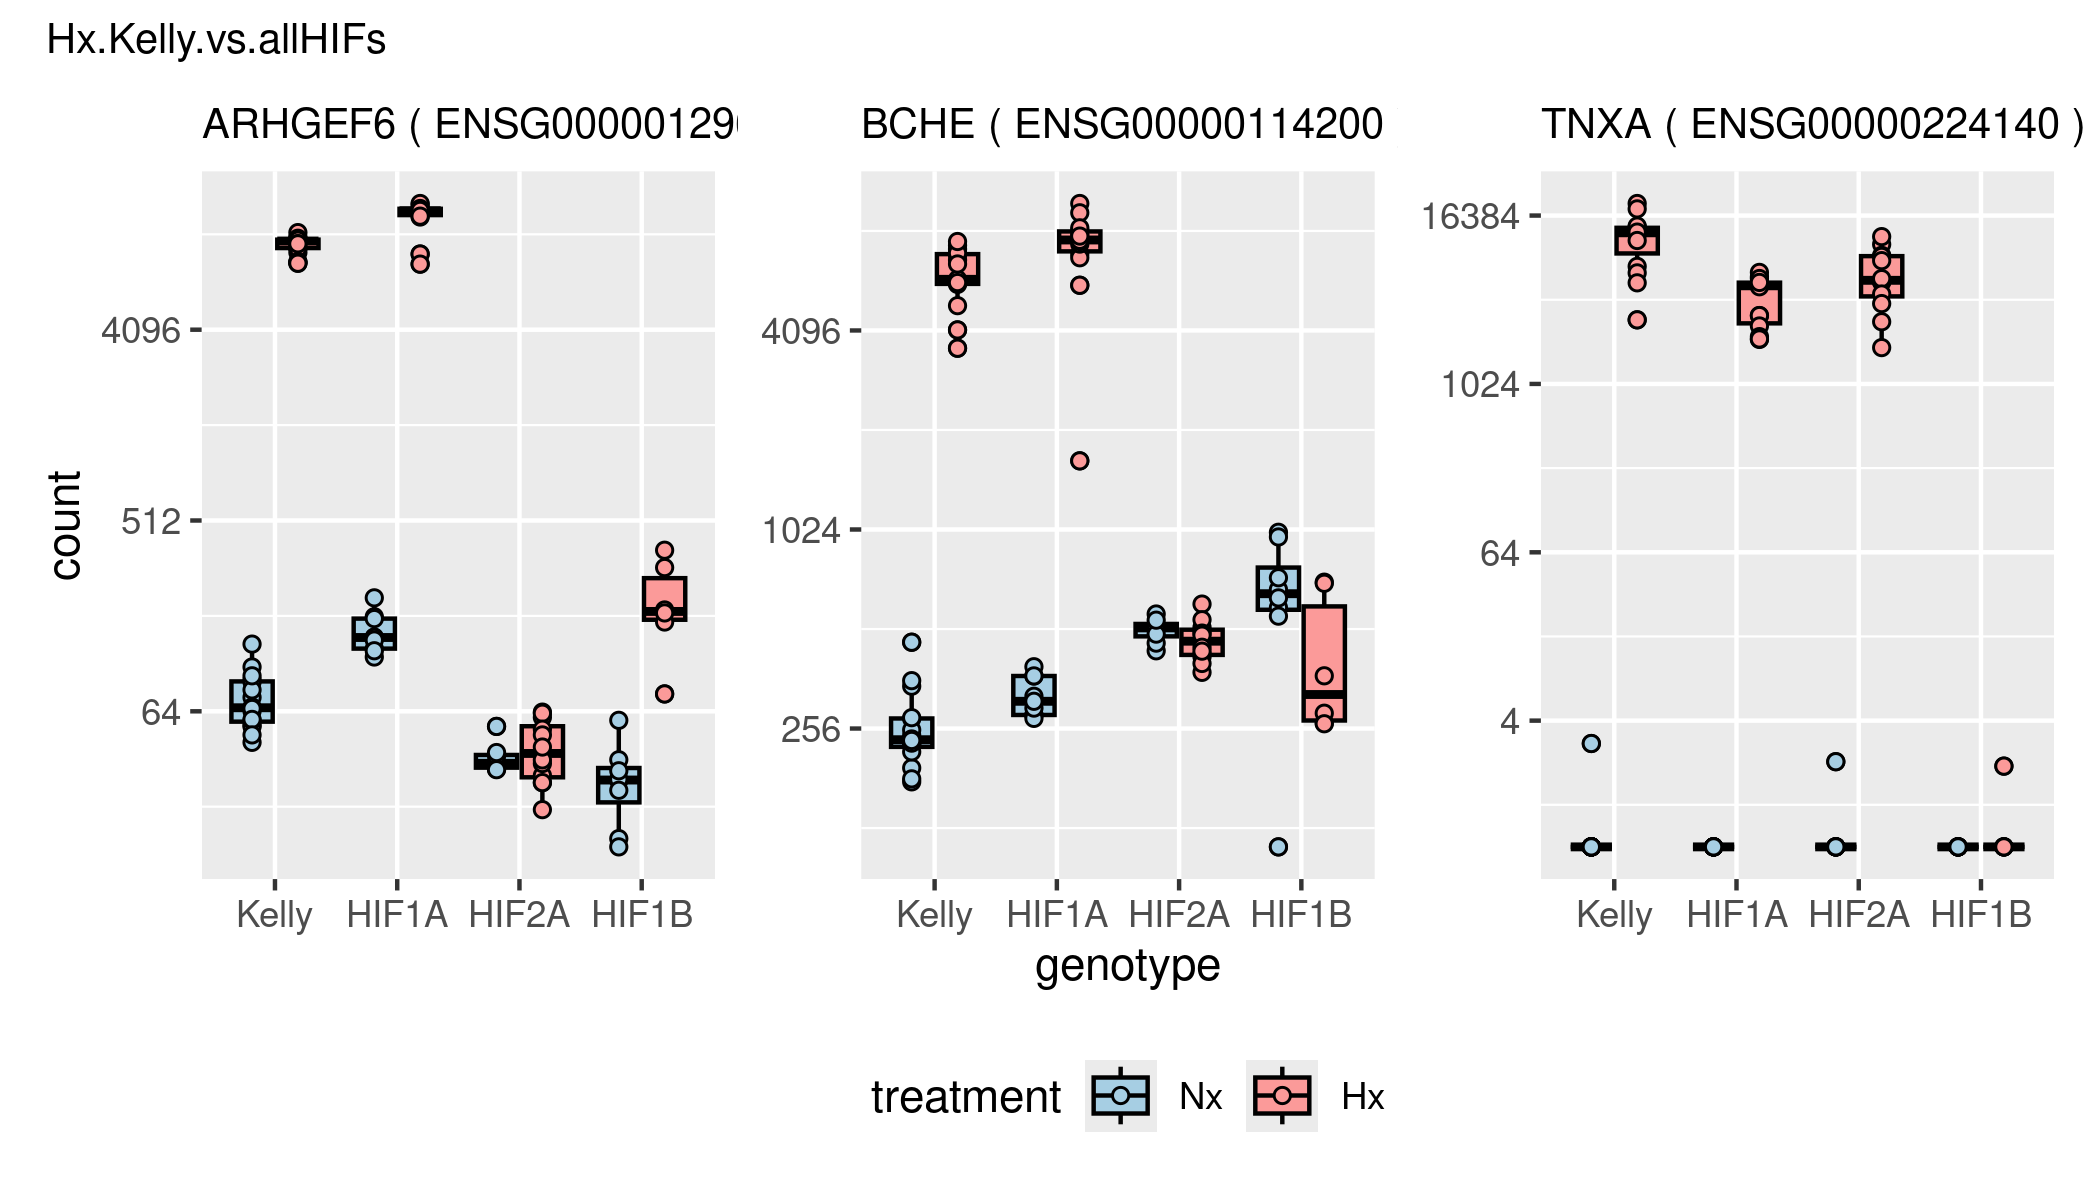 Hx.Kelly.vs.allHIFs
ARHGEF6 ( ENSG00000129
BCHE ( ENSG00000114200
TNXA ( ENSG00000224140 )
count
4096
512
64
4096
1024
256
16384
1024
64
4
Kelly HIF1A HIF2A HIF1B
Kelly HIF1A HIF2A HIF1B
Kelly HIF1A HIF2A HIF1B
genotype
treatment Nx Hx